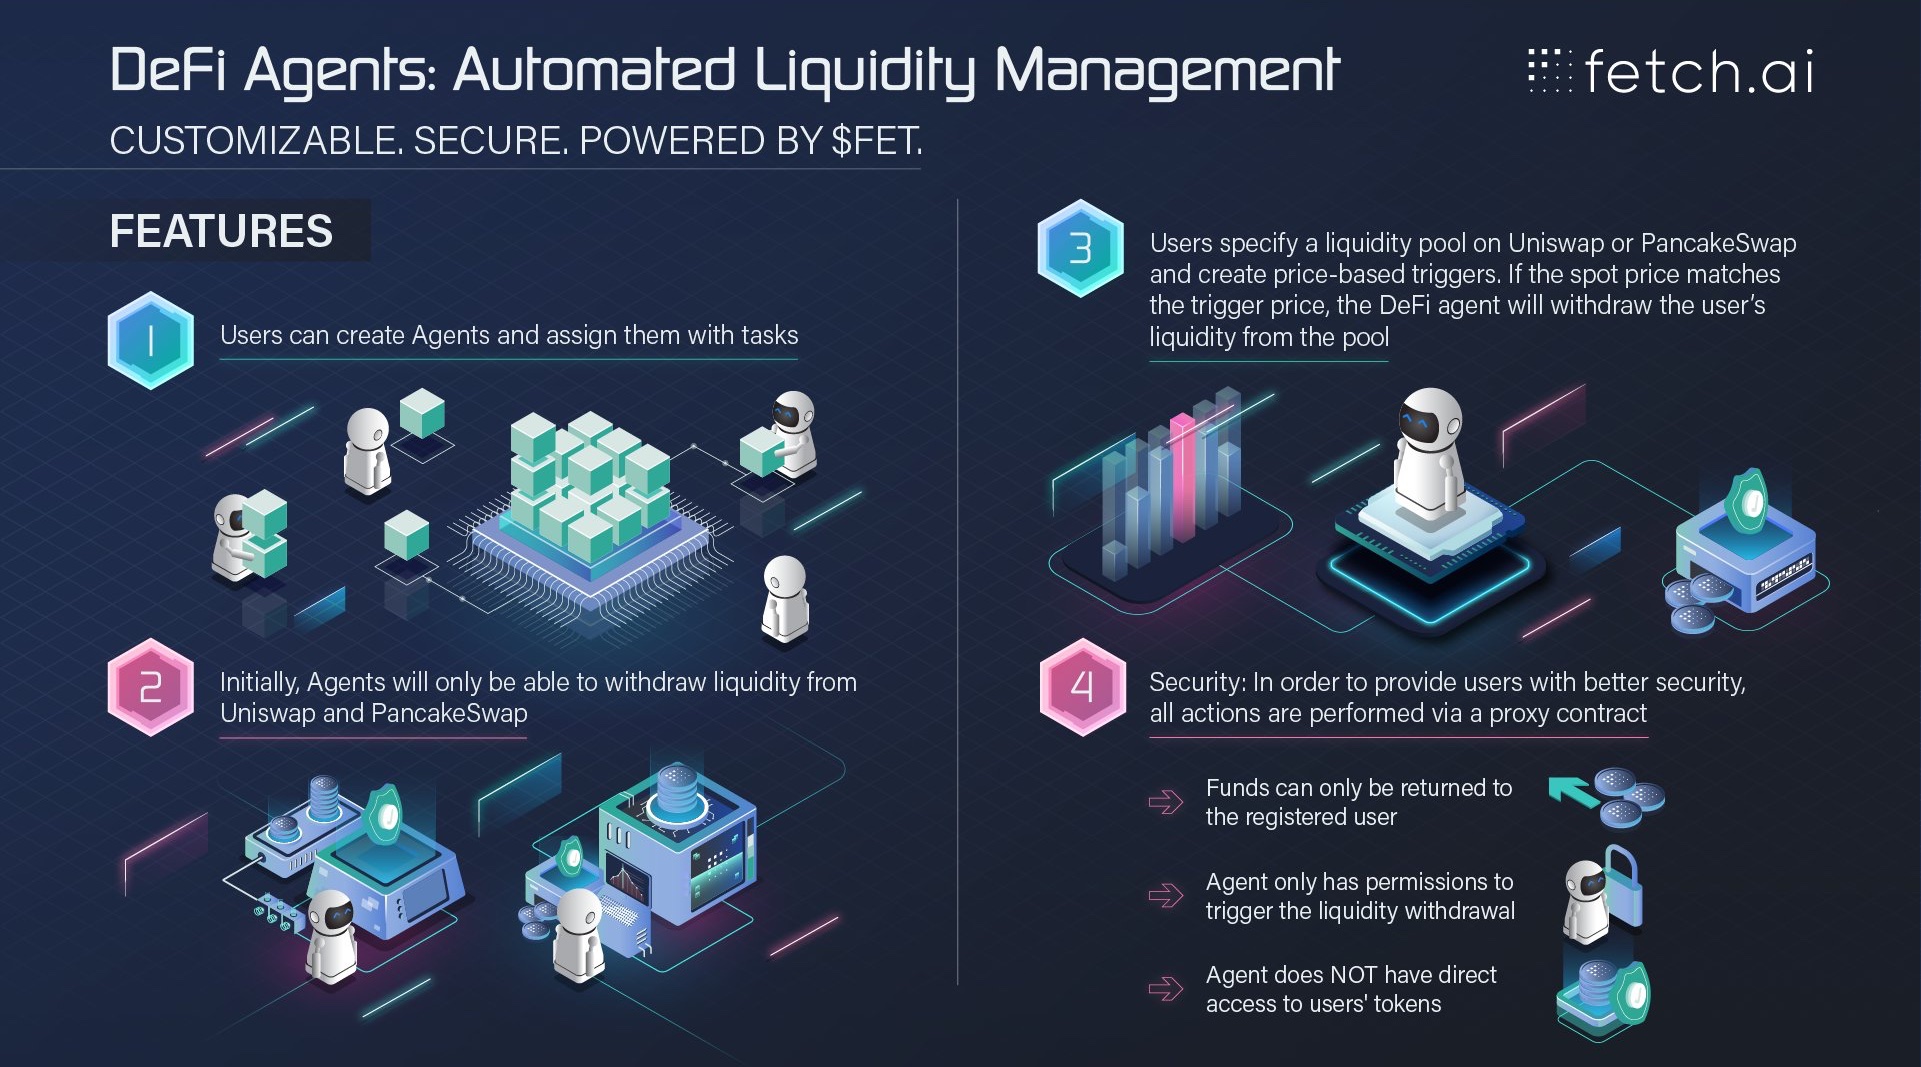 DeFi Agents: Automated Liquidity Management
fetch.ai
CUSTOMIZABLE. SECURE. POWERED BY $FET.
FEATURES
1
Users can create Agents and assign them with tasks
2
Initially, Agents will only be able to withdraw liquidity from
Uniswap and PancakeSwap
3
Users specify a liquidity pool on Uniswap or PancakeSwap
and create price-based triggers. If the spot price matches
the trigger price, the DeFi agent will withdraw the user's
liquidity from the pool
4
Security: In order to provide users with better security,
all actions are performed via a proxy contract
Funds can only be returned to
the registered user
Agent only has permissions to
trigger the liquidity withdrawal
Agent does NOT have direct
access to users' tokens